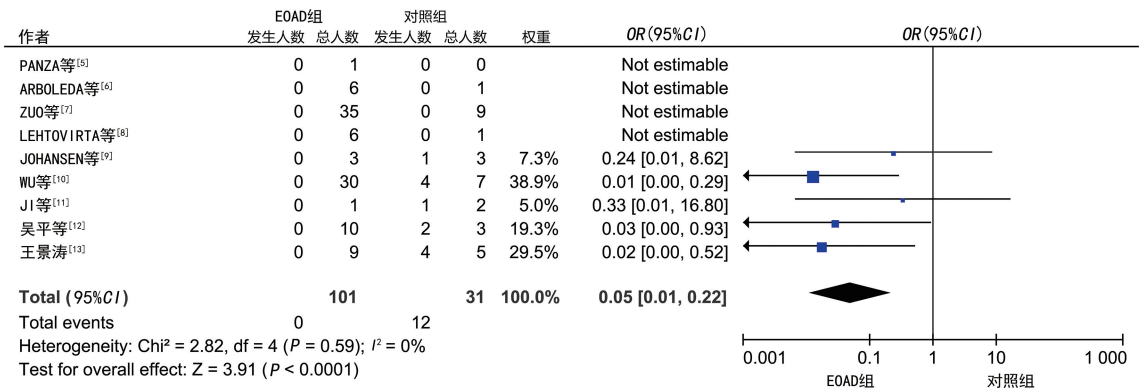 EOAD组 对照组
作者 发生人数 总人数 发生人数 总人数 权重 OR(95%CI) OR(95%CI)
PANZA等[5] 0 1 0 0 Not estimable
ARBOLEDA等[6] 0 6 0 1 Not estimable
ZUO等[7] 0 35 0 9 Not estimable
LEHTOVIRTA等[8] 0 6 0 1 Not estimable
JOHANSEN等[9] 0 3 1 3 7.3% 0.24 [0.01, 8.62]
WU等[10] 0 30 4 7 38.9% 0.01 [0.00, 0.29]
JI等[11] 0 1 1 2 5.0% 0.33 [0.01, 16.80]
吴平等[12] 0 10 2 3 19.3% 0.03 [0.00, 0.93]
王景涛[13] 0 9 4 5 29.5% 0.02 [0.00, 0.52]
Total (95%CI) 101 31 100.0% 0.05 [0.01, 0.22]
Total events 0 12
Heterogeneity: Chi² = 2.82, df = 4 (P = 0.59); I² = 0%
Test for overall effect: Z = 3.91 (P < 0.0001)
0.001 0.1 1 10 1 000
EOAD组 对照组